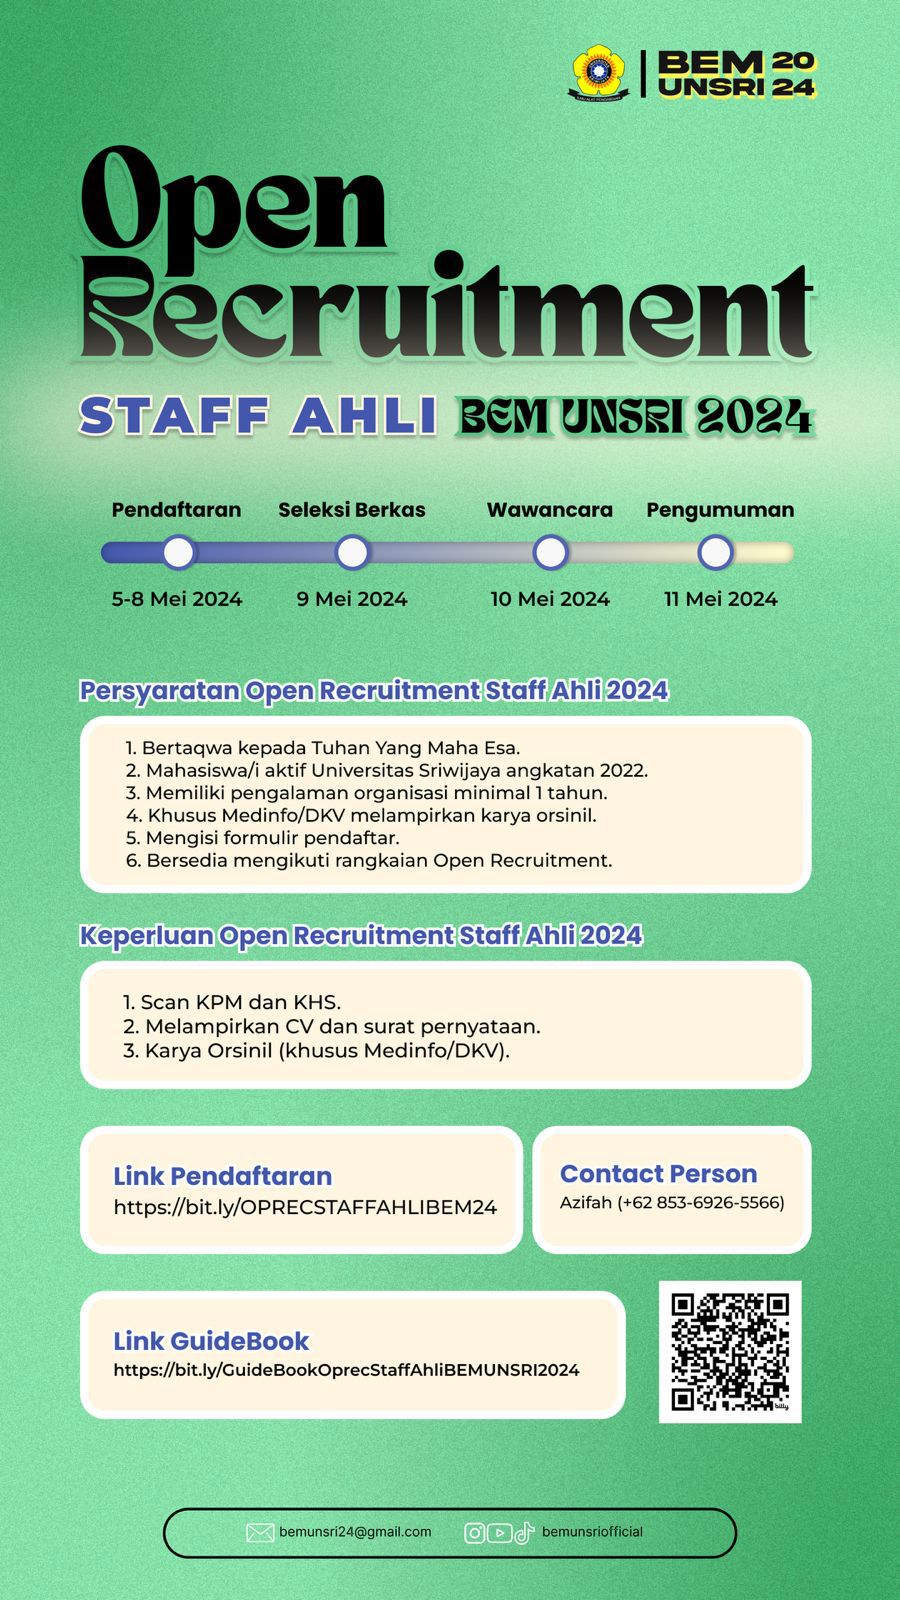 BEM 20
UNSRI 24
Open
Recruitment
STAFF AHLI BEM UNSRI 2024
Pendaftaran Seleksi Berkas Wawancara Pengumuman
5-8 Mei 2024 9 Mei 2024 10 Mei 2024 11 Mei 2024
Persyaratan Open Recruitment Staff Ahli 2024
1. Bertaqwa kepada Tuhan Yang Maha Esa.
2. Mahasiswa/i aktif Universitas Sriwijaya angkatan 2022.
3. Memiliki pengalaman organisasi minimal 1 tahun.
4. Khusus Medinfo/DKV melampirkan karya orsinil.
5. Mengisi formulir pendaftar.
6. Bersedia mengikuti rangkaian Open Recruitment.
Keperluan Open Recruitment Staff Ahli 2024
1. Scan KPM dan KHS.
2. Melampirkan CV dan surat pernyataan.
3. Karya Orsinil (khusus Medinfo/DKV).
Link Pendaftaran
https://bit.ly/OPRECSTAFFAHLIBEM24
Contact Person
Azifah (+62 853-6926-5566)
Link GuideBook
https://bit.ly/GuideBookOprecStaffAhliBEMUNSRI2024
bitly
bemunsri24@gmail.com bemunsriofficial